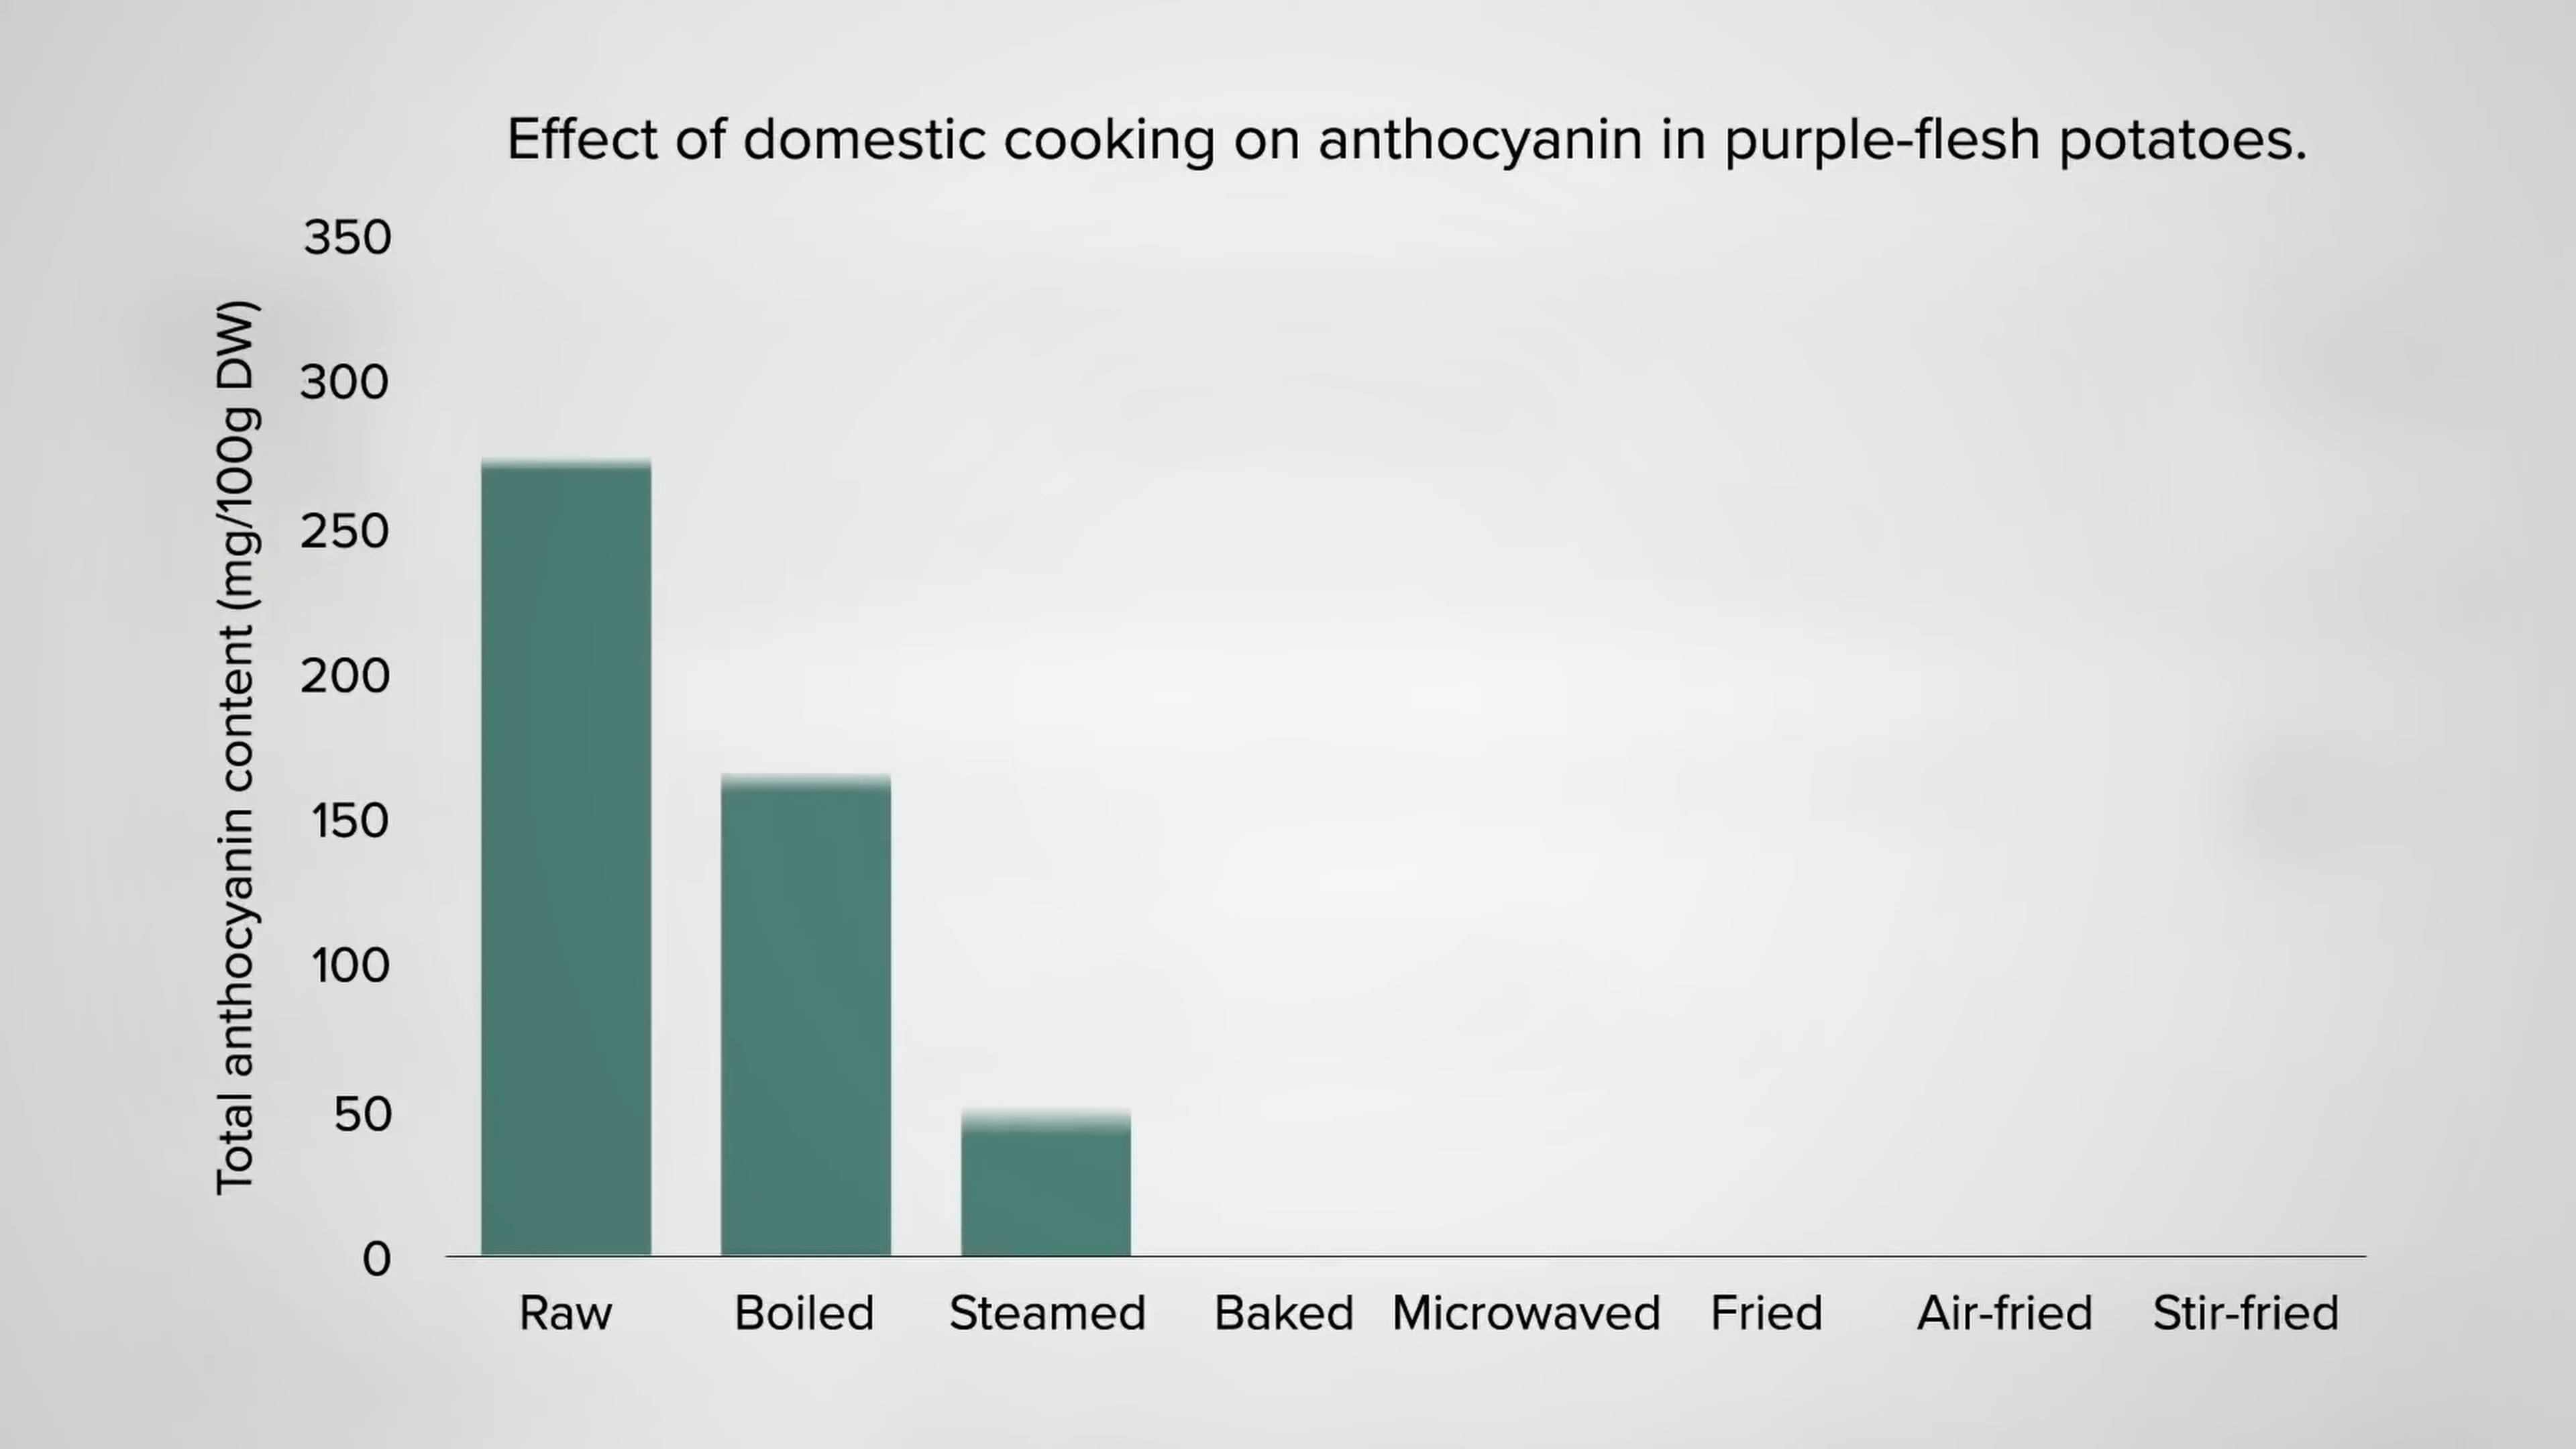 Effect of domestic cooking on anthocyanin in purple-flesh potatoes.
Total anthocyanin content (mg/100g DW)
350
300
250
200
150
100
50
0
Raw Boiled Steamed Baked Microwaved Fried Air-fried Stir-fried